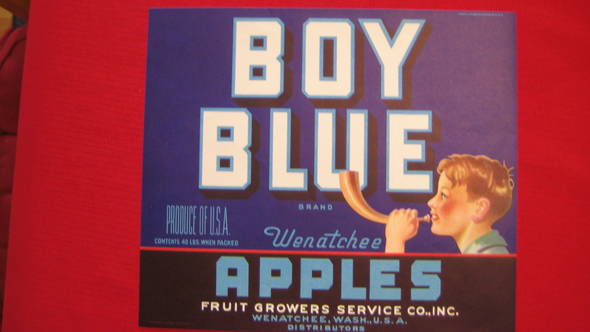 BOY
BLUE
BRAND
PRODUCE OF U.S.A.
CONTENTS 40 LBS. WHEN PACKED
Wenatchee
APPLES
FRUIT GROWERS SERVICE CO., INC.
WENATCHEE, WASH., U.S.A.
DISTRIBUTORS